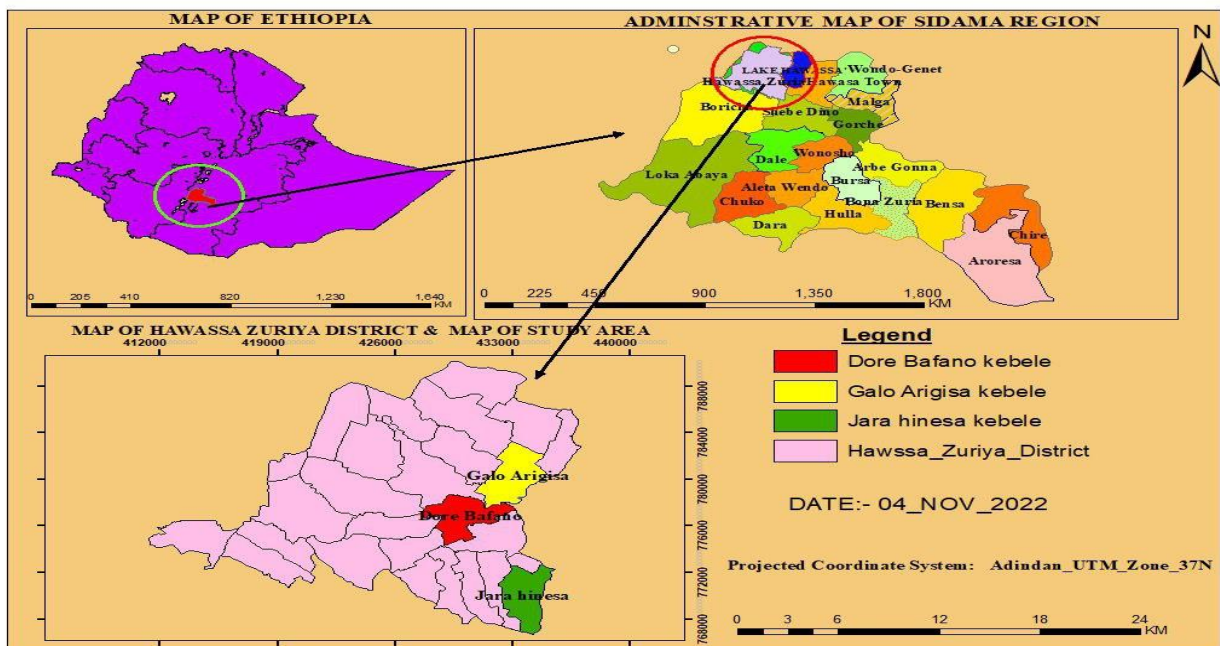 MAP OF ETHIOPIA
0 205 410 820 1,230 1,640
KM
ADMINSTRATIVE MAP OF SIDAMA REGION
N
LAKE HAWASSA
Wondo-Genet
Hawassa Zuria
Hawasa Town
Malga
Boricha
Shebe Dino
Gorche
Dale
Wonosho
Arbe Gonna
Loka Abaya
Bursa
Aleta Wendo
Chuko
Bona Zuria
Bensa
Hulla
Dara
Chire
Aroresa
0 225 450 900 1,350 1,800
KM
MAP OF HAWASSA ZURIYA DISTRICT & MAP OF STUDY AREA
412000 419000 426000 433000 440000
788000
784000
780000
776000
772000
768000
Galo Arigisa
Dore Bafano
Jara hinesa
Legend
Dore Bafano kebele
Galo Arigisa kebele
Jara hinesa kebele
Hawssa_Zuriya_District
DATE:- 04_NOV_2022
Projected Coordinate System: Adindan_UTM_Zone_37N
0 6 12 18 24
KM